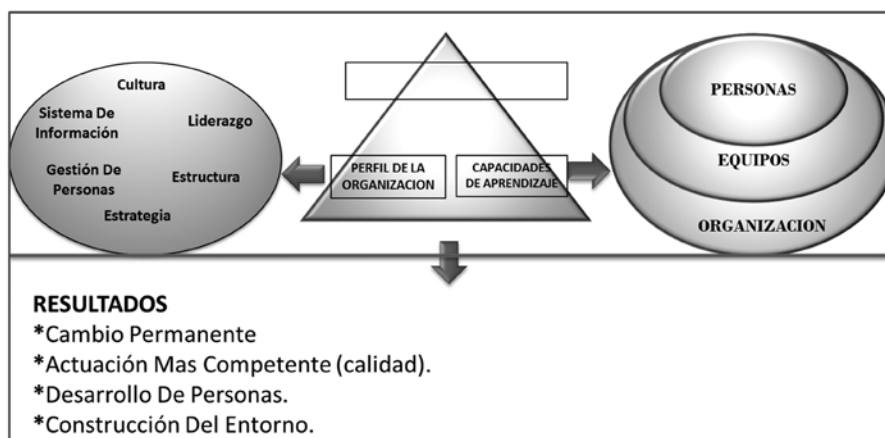 Cultura
Sistema De
Información
Liderazgo
Gestión De
Personas
Estructura
Estrategia
PERFIL DE LA
ORGANIZACION
CAPACIDADES
DE APRENDIZAJE
PERSONAS
EQUIPOS
ORGANIZACION
RESULTADOS
*Cambio Permanente
*Actuación Mas Competente (calidad).
*Desarrollo De Personas.
*Construcción Del Entorno.